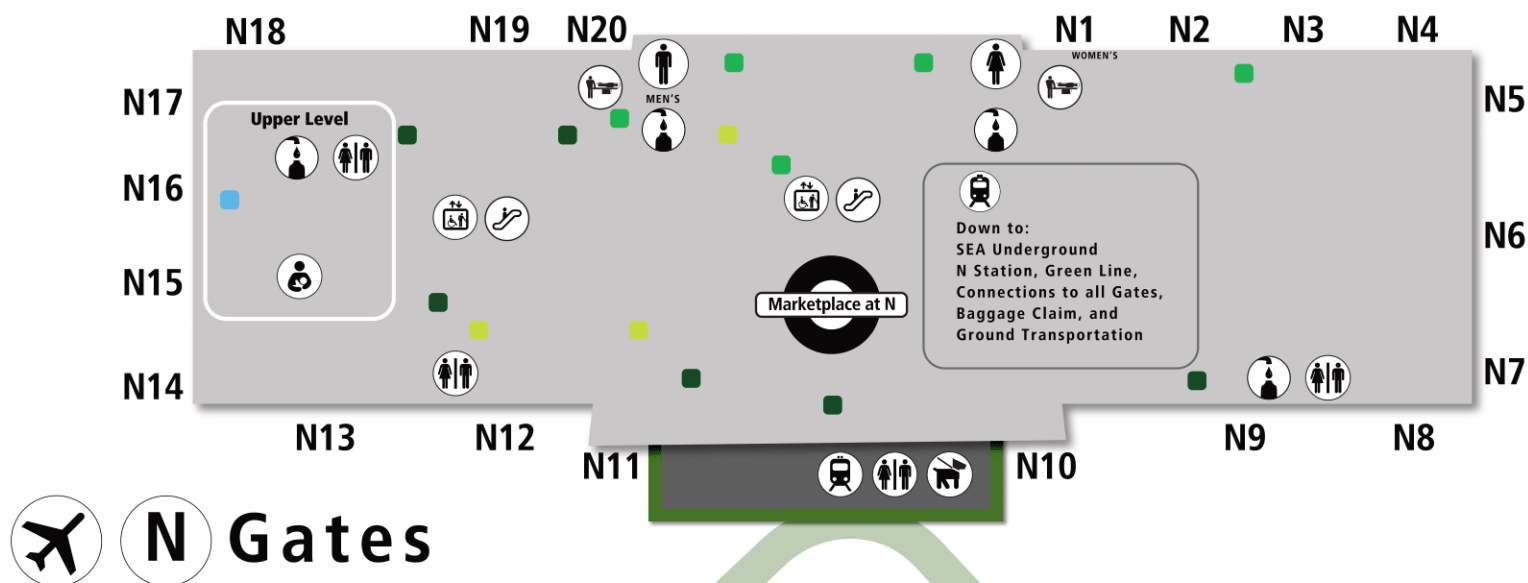 N18
N19
N20
N1
N2
N3
N4
WOMEN'S
N17
MEN'S
N5
Upper Level
N16
N6
Down to:
SEA Underground
N Station, Green Line,
Connections to all Gates,
Baggage Claim, and
Ground Transportation
N15
Marketplace at N
N14
N7
N13
N12
N11
N10
N9
N8
N Gates